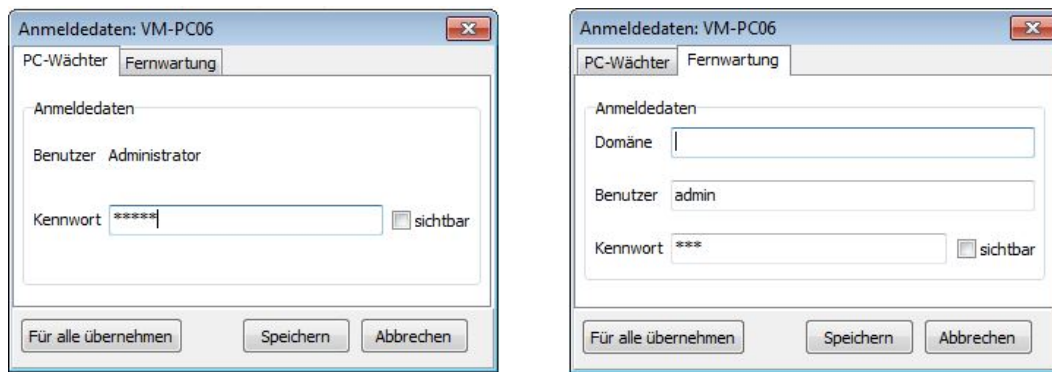 Anmeldedaten: VM-PC06
PC-Wächter Fernwartung
Anmeldedaten
Benutzer Administrator
Kennwort ***** sichtbar
Für alle übernehmen Speichern Abbrechen
Anmeldedaten: VM-PC06
PC-Wächter Fernwartung
Anmeldedaten
Domäne
Benutzer admin
Kennwort *** sichtbar
Für alle übernehmen Speichern Abbrechen